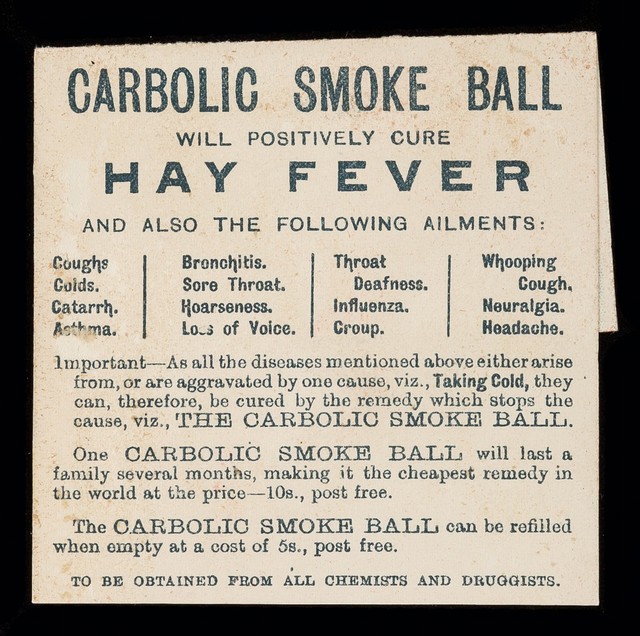 CARBOLIC SMOKE BALL
WILL POSITIVELY CURE
HAY FEVER
AND ALSO THE FOLLOWING AILMENTS:
Coughs Bronchitis. Throat Whooping
Colds. Sore Throat. Deafness. Cough.
Catarrh. Hoarseness. Influenza. Neuralgia.
Asthma. Loss of Voice. Croup. Headache.
Important—As all the diseases mentioned above either arise
from, or are aggravated by one cause, viz., Taking Cold, they
can, therefore, be cured by the remedy which stops the
cause, viz., THE CARBOLIC SMOKE BALL.
One CARBOLIC SMOKE BALL will last a
family several months, making it the cheapest remedy in
the world at the price—10s., post free.
The CARBOLIC SMOKE BALL can be refilled
when empty at a cost of 5s., post free.
TO BE OBTAINED FROM ALL CHEMISTS AND DRUGGISTS.